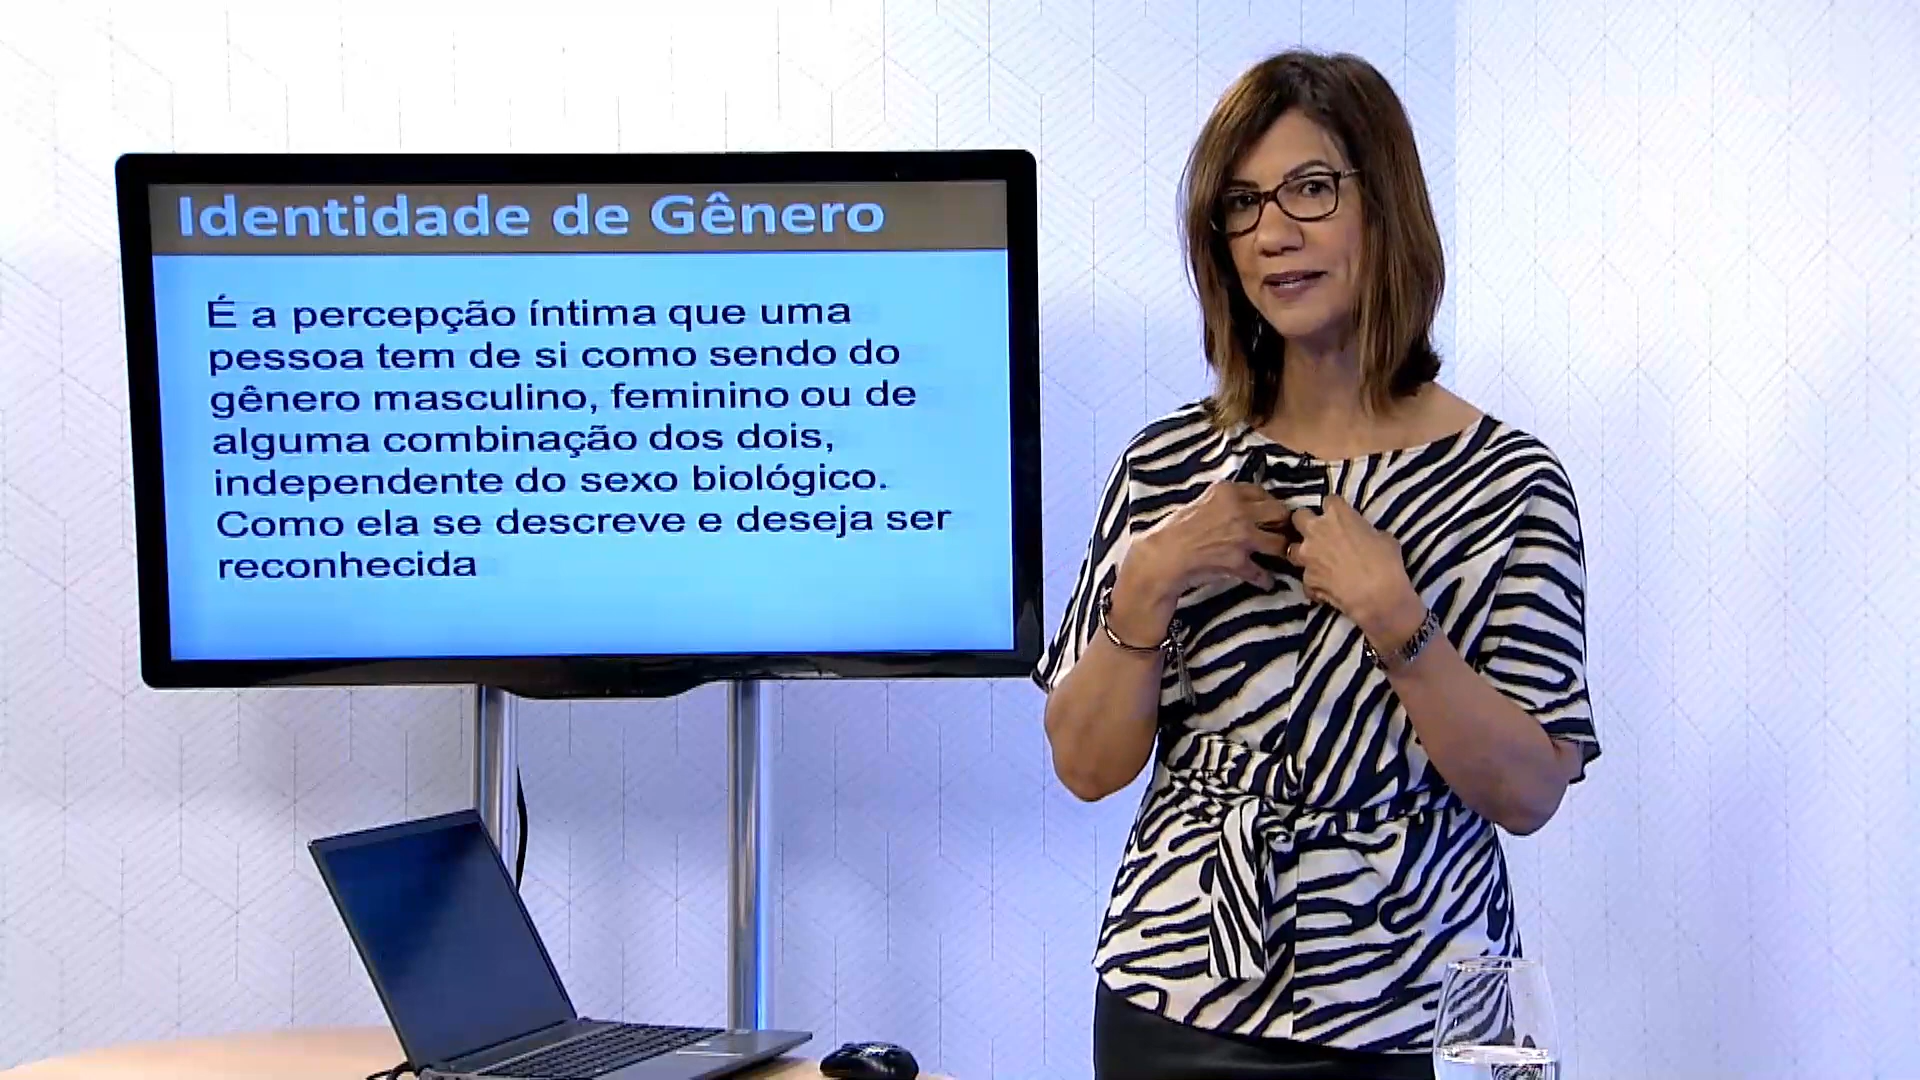 Identidade de Gênero
É a percepção íntima que uma
pessoa tem de si como sendo do
gênero masculino, feminino ou de
alguma combinação dos dois,
independente do sexo biológico.
Como ela se descreve e deseja ser
reconhecida